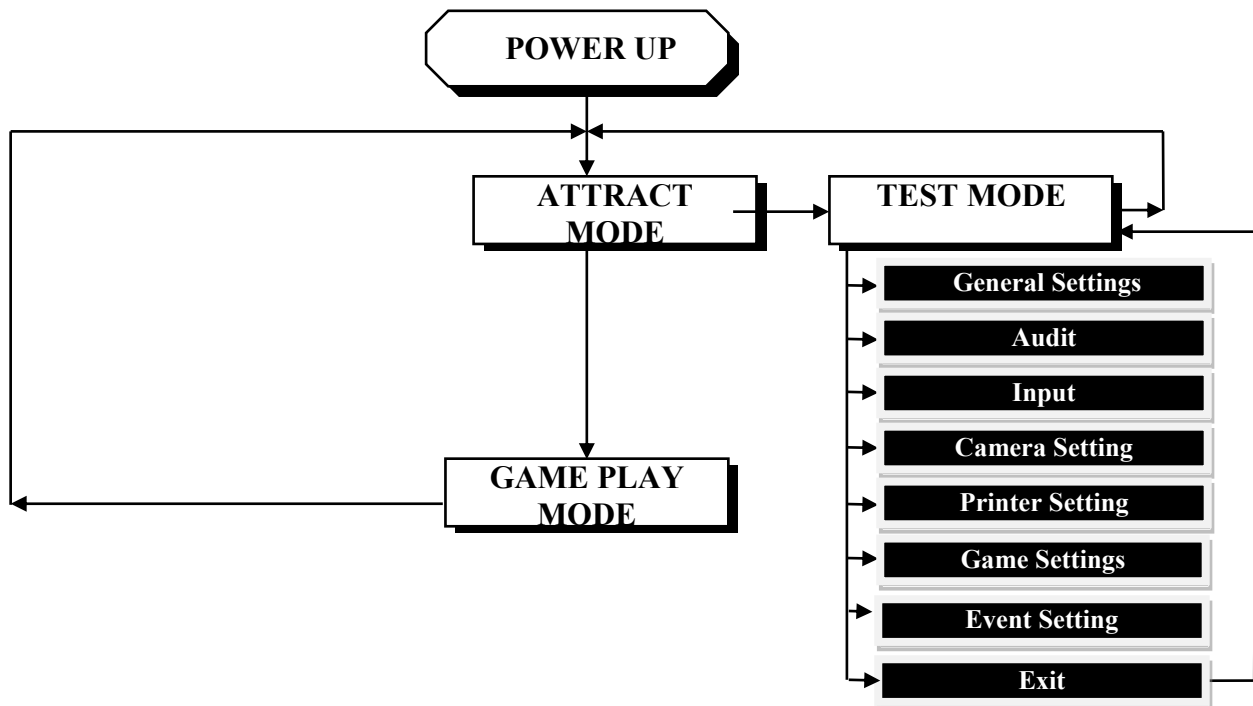 POWER UP
ATTRACT
MODE
TEST MODE
General Settings
Audit
Input
Camera Setting
Printer Setting
Game Settings
Event Setting
Exit
GAME PLAY
MODE